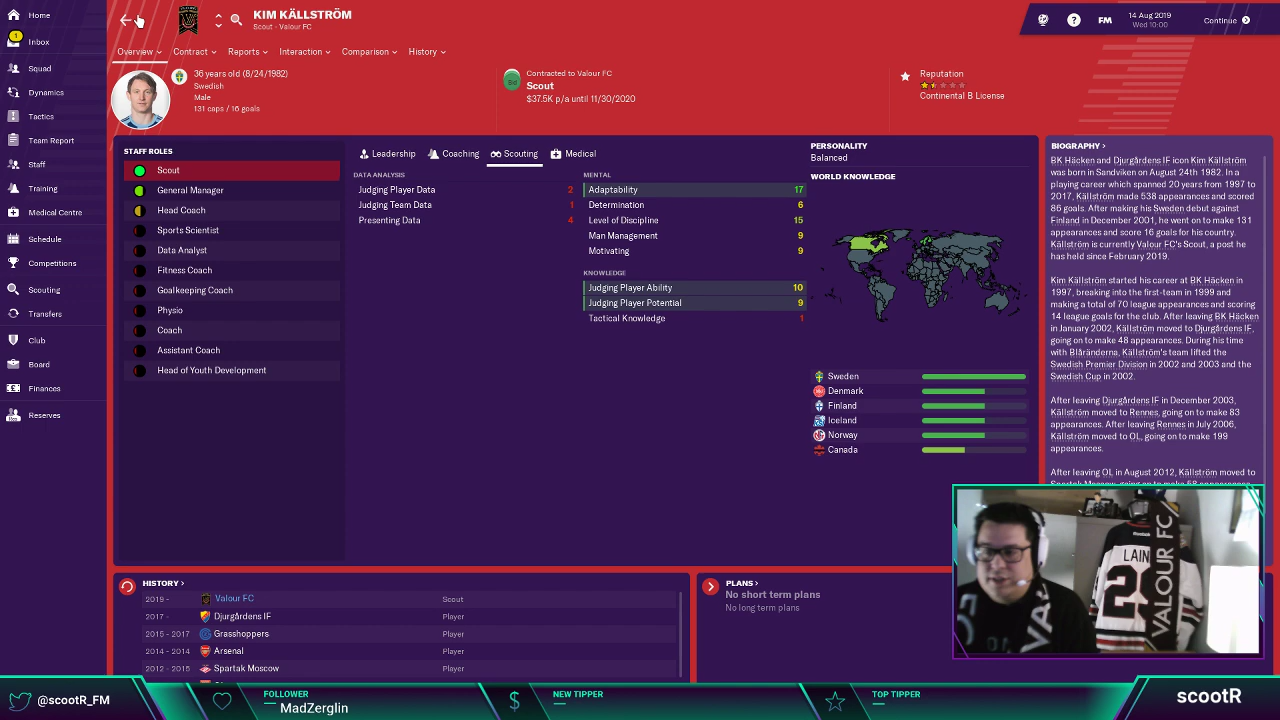 KIM KÄLLSTRÖM
Scout - Valour FC
14 Aug 2019
Wed 10:00
FM
Continue
1
Home
Inbox
Squad
Dynamics
Tactics
Team Report
Staff
Training
Medical Centre
Schedule
Competitions
Scouting
Transfers
Club
Board
Finances
Reserves
Overview
Contract
Reports
Interaction
Comparison
History
36 years old (8/24/1982)
Swedish
Male
131 caps / 16 goals
Contracted to Valour FC
Scout
$37.5K p/a until 11/30/2020
Reputation
Continental B License
STAFF ROLES
Scout
General Manager
Head Coach
Sports Scientist
Data Analyst
Fitness Coach
Goalkeeping Coach
Physio
Coach
Assistant Coach
Head of Youth Development
Leadership
Coaching
Scouting
Medical
DATA ANALYSIS
Judging Player Data 2
Judging Team Data 1
Presenting Data 4
MENTAL
Adaptability 17
Determination 6
Level of Discipline 15
Man Management 9
Motivating 9
KNOWLEDGE
Judging Player Ability 10
Judging Player Potential 9
Tactical Knowledge 1
PERSONALITY
Balanced
WORLD KNOWLEDGE
Sweden
Denmark
Finland
Iceland
Norway
Canada
BIOGRAPHY >
BK Häcken and Djurgårdens IF icon Kim Källström
was born in Sandviken on August 24th 1982. In a
playing career which spanned 20 years from 1997 to
2017, Källström made 538 appearances and scored
86 goals. After making his Sweden debut against
Finland in December 2001, he went on to make 131
appearances and score 16 goals for his country.
Källström is currently Valour FC's Scout, a post he
has held since February 2019.
Kim Källström started his career at BK Häcken in
1997, breaking into the first-team in 1999 and
making a total of 70 league appearances and scoring
14 league goals for the club. After leaving BK Häcken
in January 2002, Källström moved to Djurgårdens IF,
going on to make 48 appearances. During his time
with Blåränderna, Källström's team lifted the
Swedish Premier Division in 2002 and 2003 and the
Swedish Cup in 2002.
After leaving Djurgårdens IF in December 2003,
Källström moved to Rennes, going on to make 83
appearances. After leaving Rennes in July 2006,
Källström moved to OL, going on to make 199
appearances.
After leaving OL in August 2012, Källström moved to
HISTORY >
2019 - Valour FC Scout
2017 - Djurgårdens IF Player
2015 - 2017 Grasshoppers Player
2014 - 2014 Arsenal Player
2012 - 2015 Spartak Moscow Player
PLANS >
No short term plans
No long term plans
LAIN
VALOUR FC
@scootR_FM
FOLLOWER
MadZerglin
NEW TIPPER
TOP TIPPER
scootR